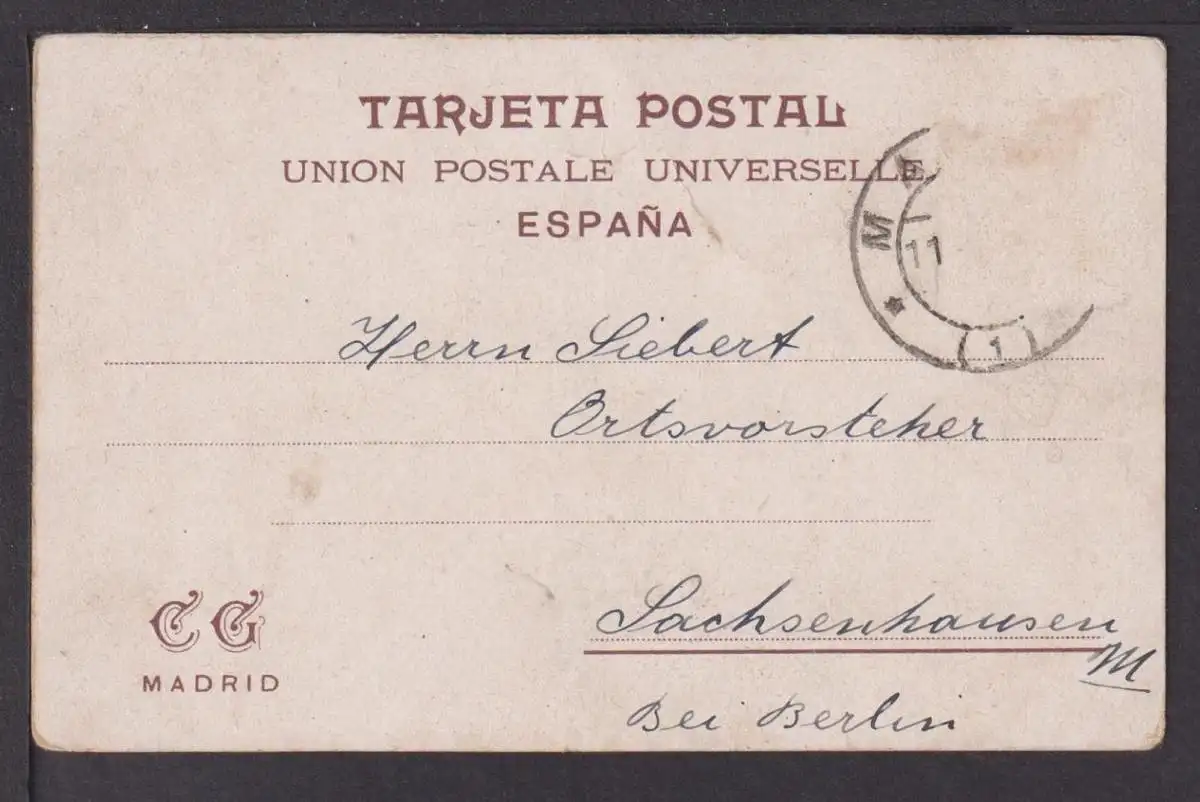 TARJETA POSTAL
UNION POSTALE UNIVERSELLE
ESPAÑA
M A
11
(1)
Herrn Siebert
Ortsvorsteher
Sachsenhausen
M
Bei Berlin
CG
MADRID